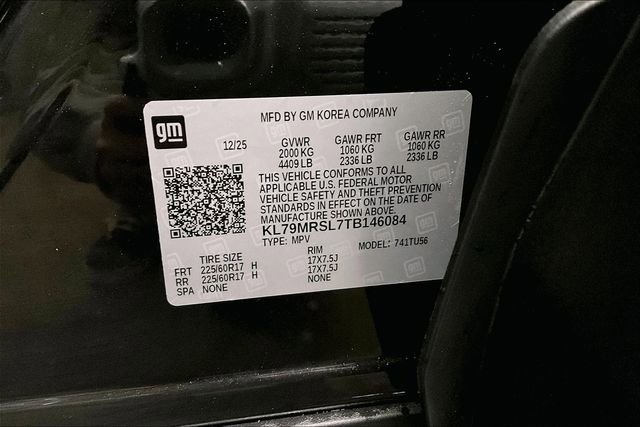 MFD BY GM KOREA COMPANY
gm
12/25 GVWR GAWR FRT GAWR RR
2000 KG 1060 KG 1060 KG
4409 LB 2336 LB 2336 LB
THIS VEHICLE CONFORMS TO ALL
APPLICABLE U.S. FEDERAL MOTOR
VEHICLE SAFETY AND THEFT PREVENTION
STANDARDS IN EFFECT ON THE DATE OF
MANUFACTURE SHOWN ABOVE
KL79MRSL7TB146084
TYPE: MPV MODEL: 741TU56
TIRE SIZE RIM
FRT 225/60R17 H 17X7.5J
RR 225/60R17 H 17X7.5J
SPA NONE NONE